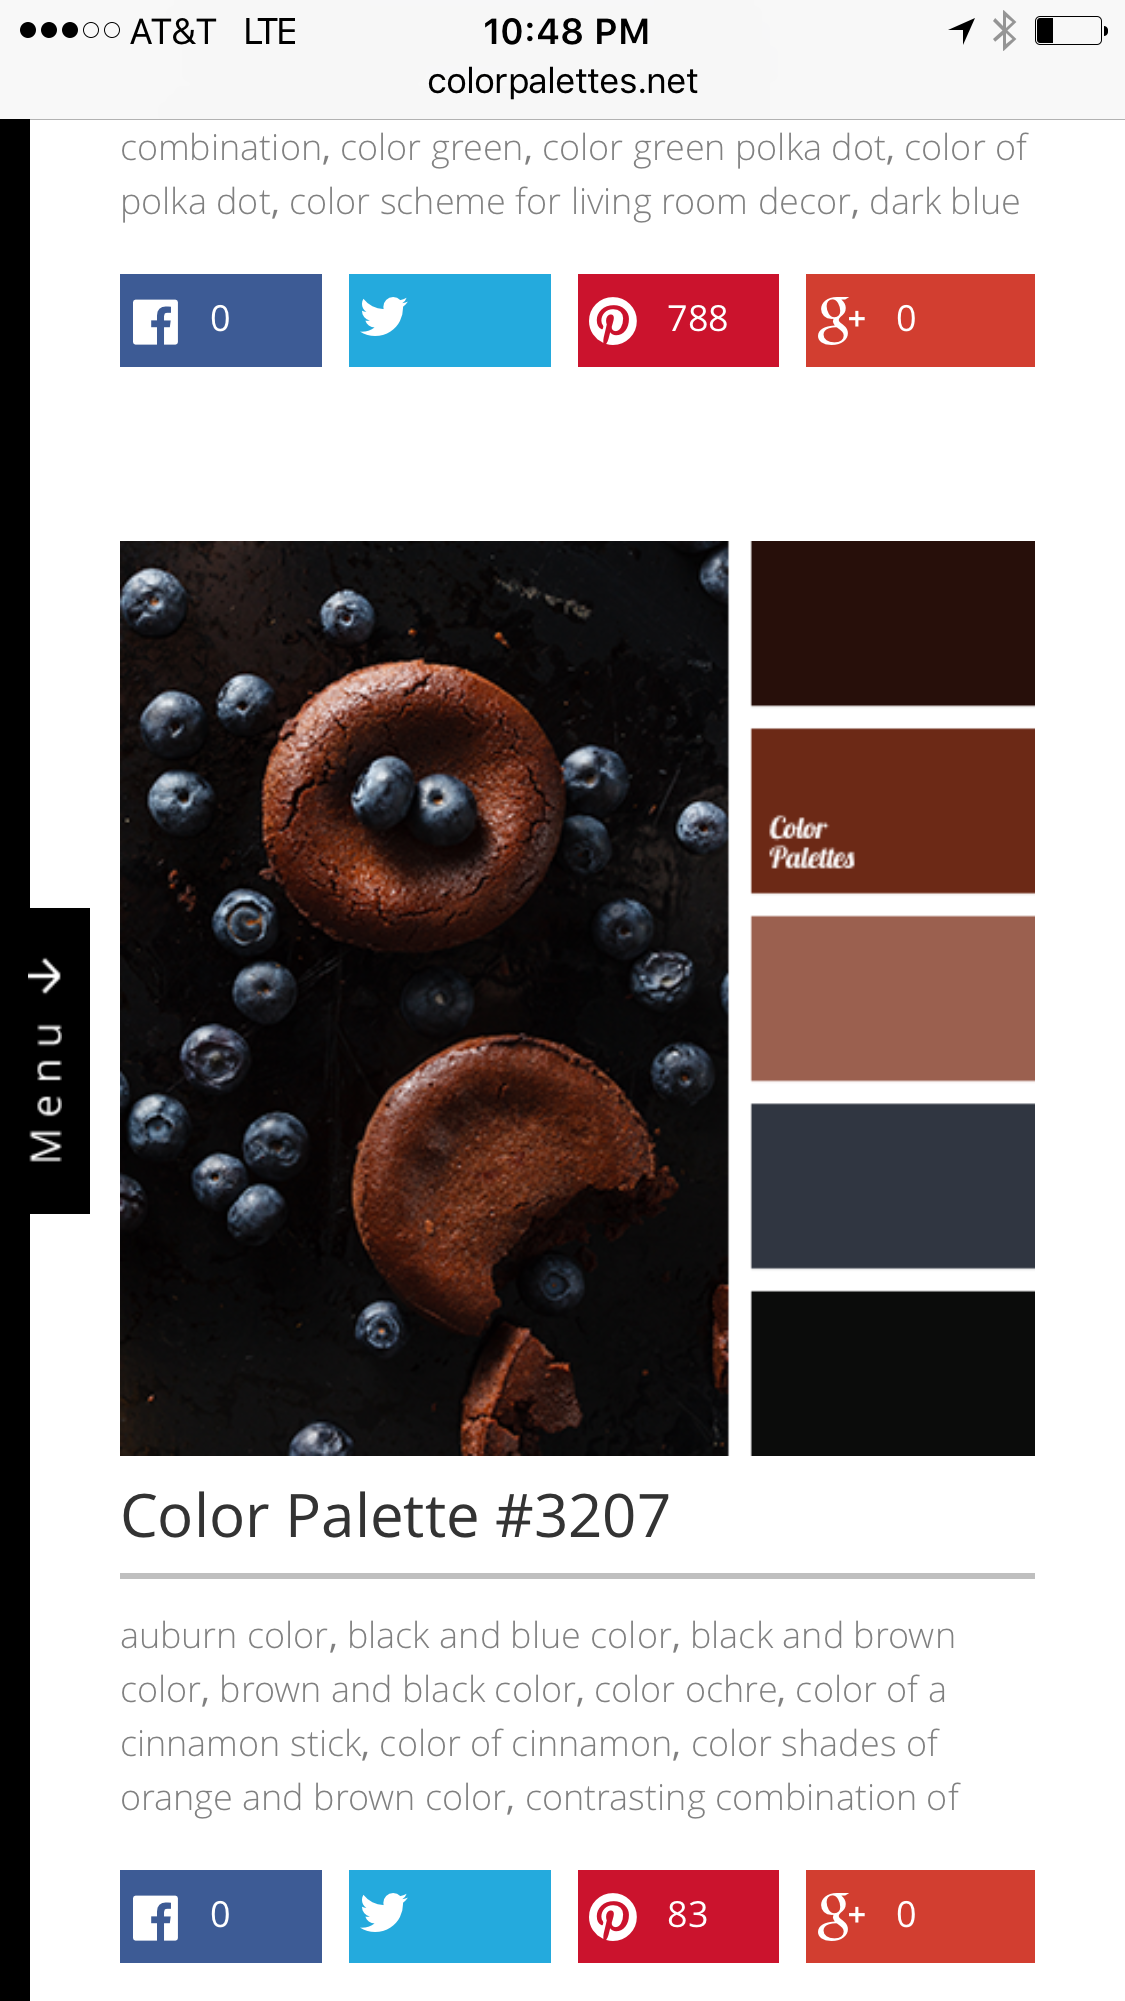 AT&T LTE 10:48 PM
colorpalettes.net
combination, color green, color green polka dot, color of
polka dot, color scheme for living room decor, dark blue
0 788 g+ 0
Color
Palettes
Menu
Color Palette #3207
auburn color, black and blue color, black and brown
color, brown and black color, color ochre, color of a
cinnamon stick, color of cinnamon, color shades of
orange and brown color, contrasting combination of
0 83 g+ 0